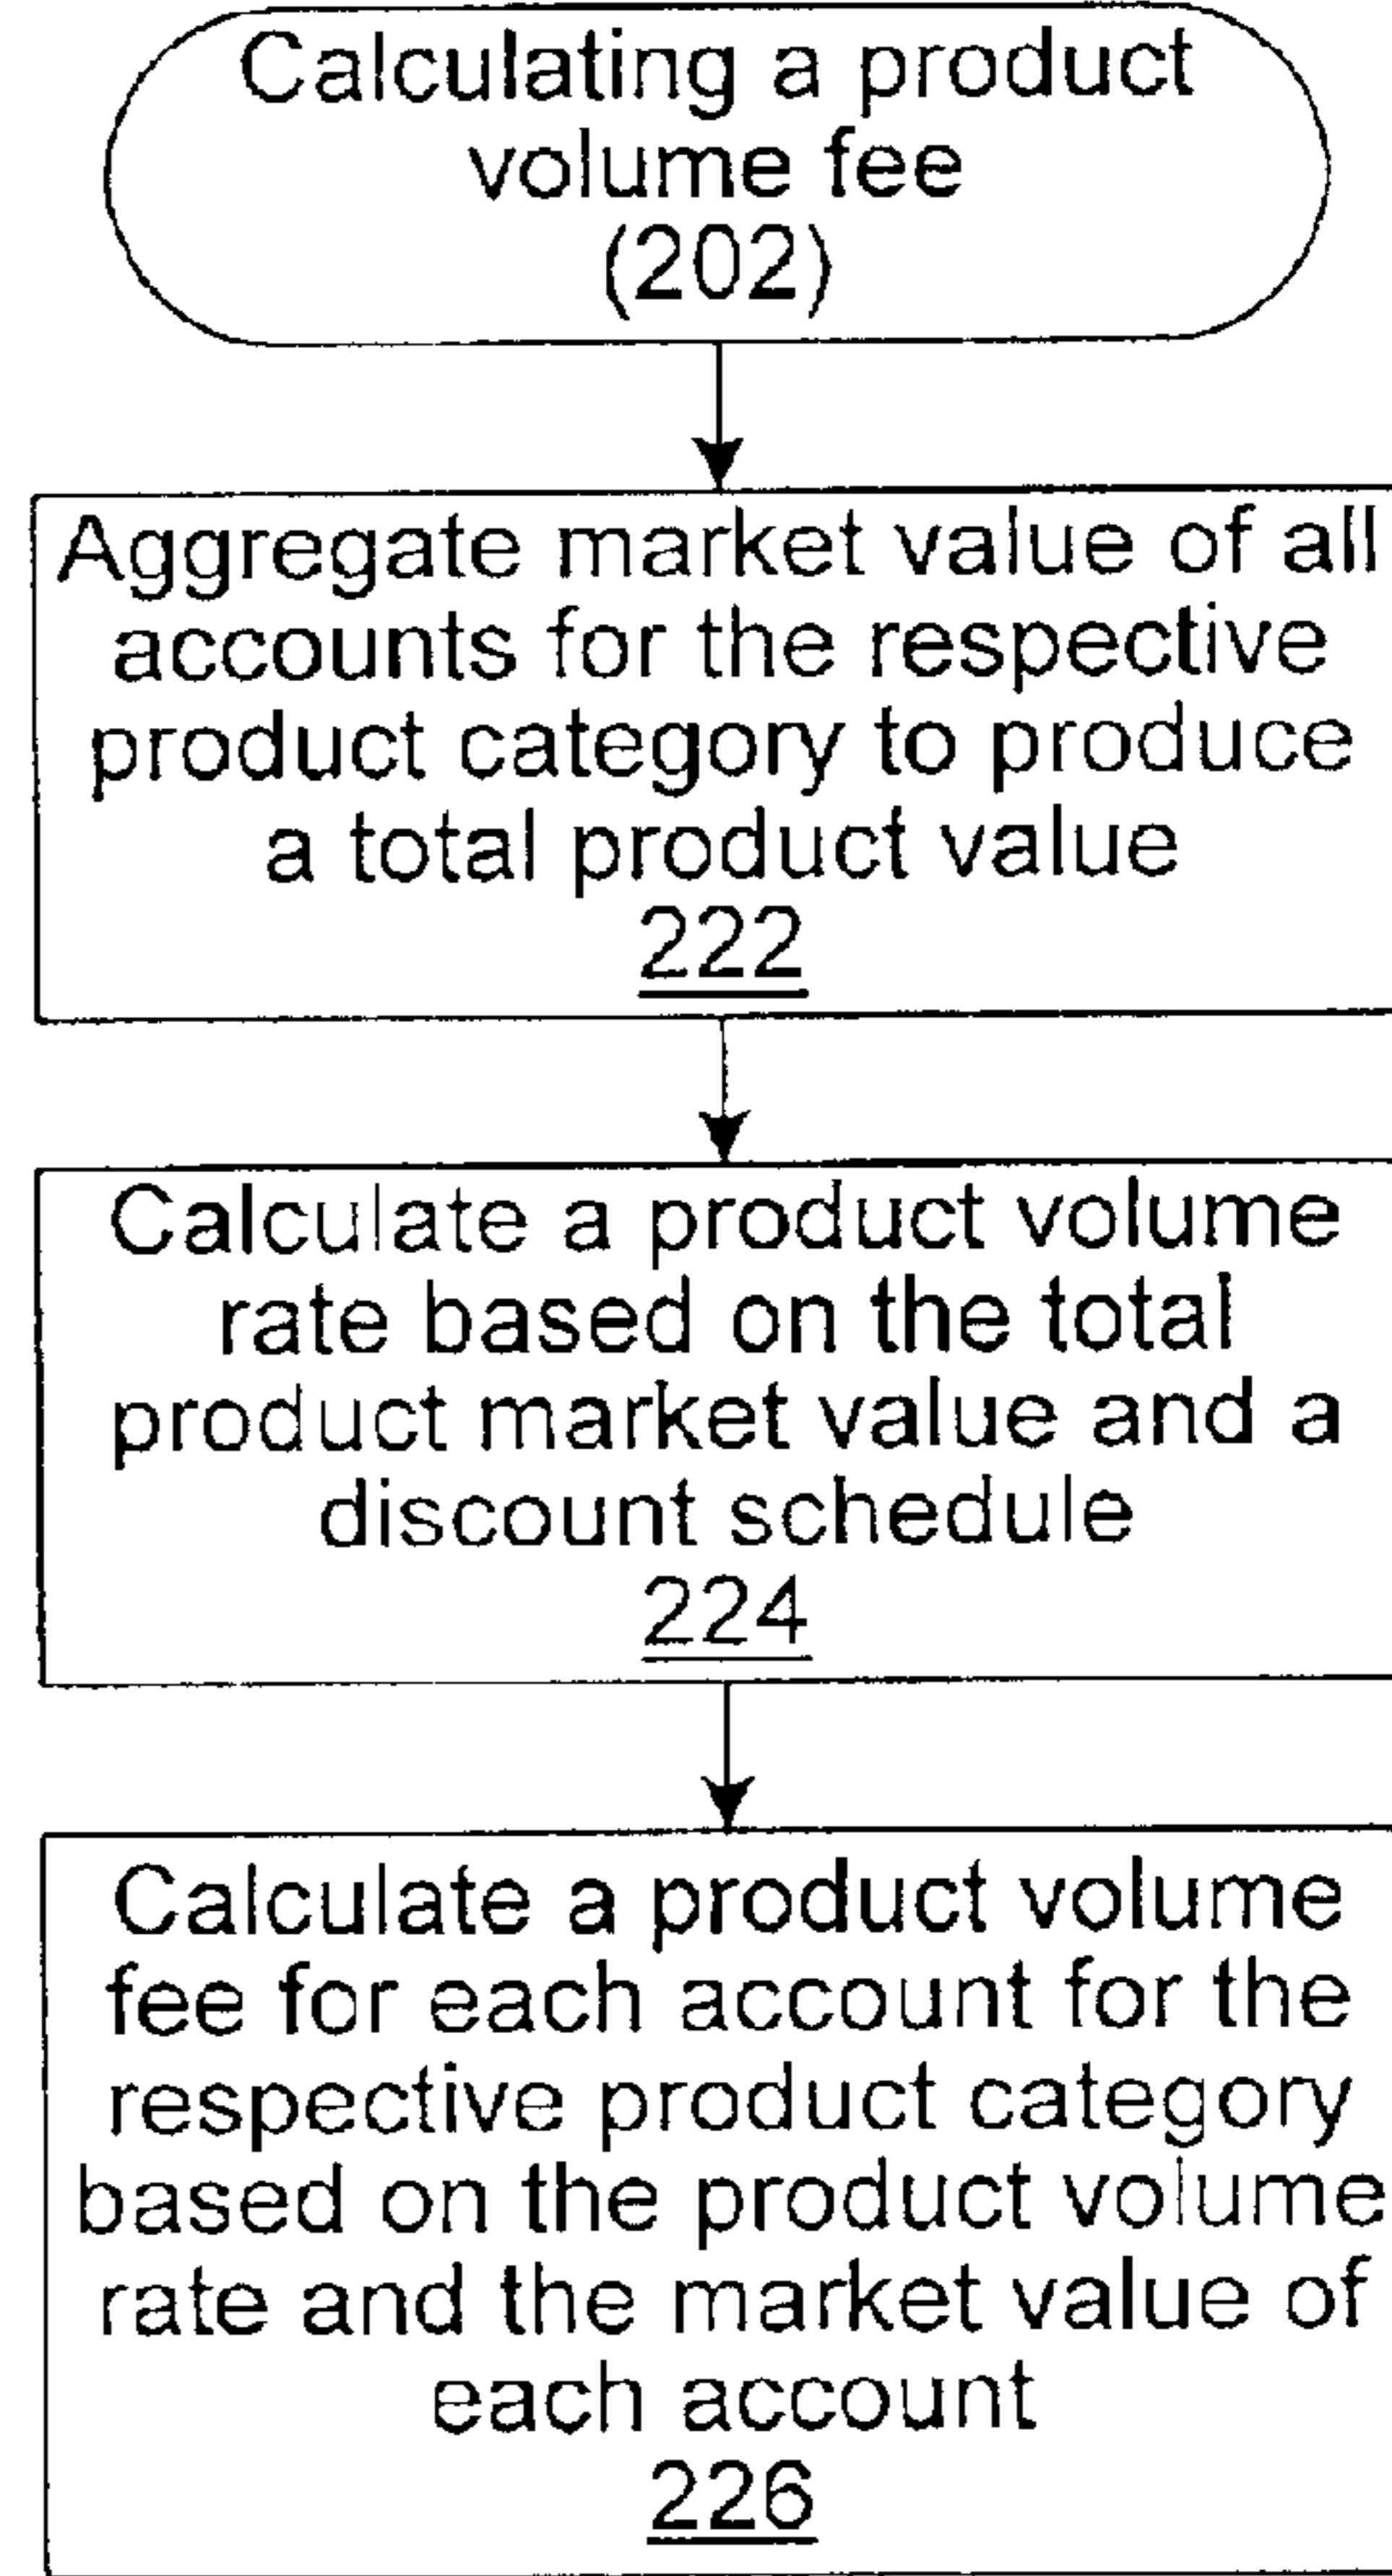 Calculating a product
volume fee
(202)
Aggregate market value of all
accounts for the respective
product category to produce
a total product value
222
Calculate a product volume
rate based on the total
product market value and a
discount schedule
224
Calculate a product volume
fee for each account for the
respective product category
based on the product volume
rate and the market value of
each account
226